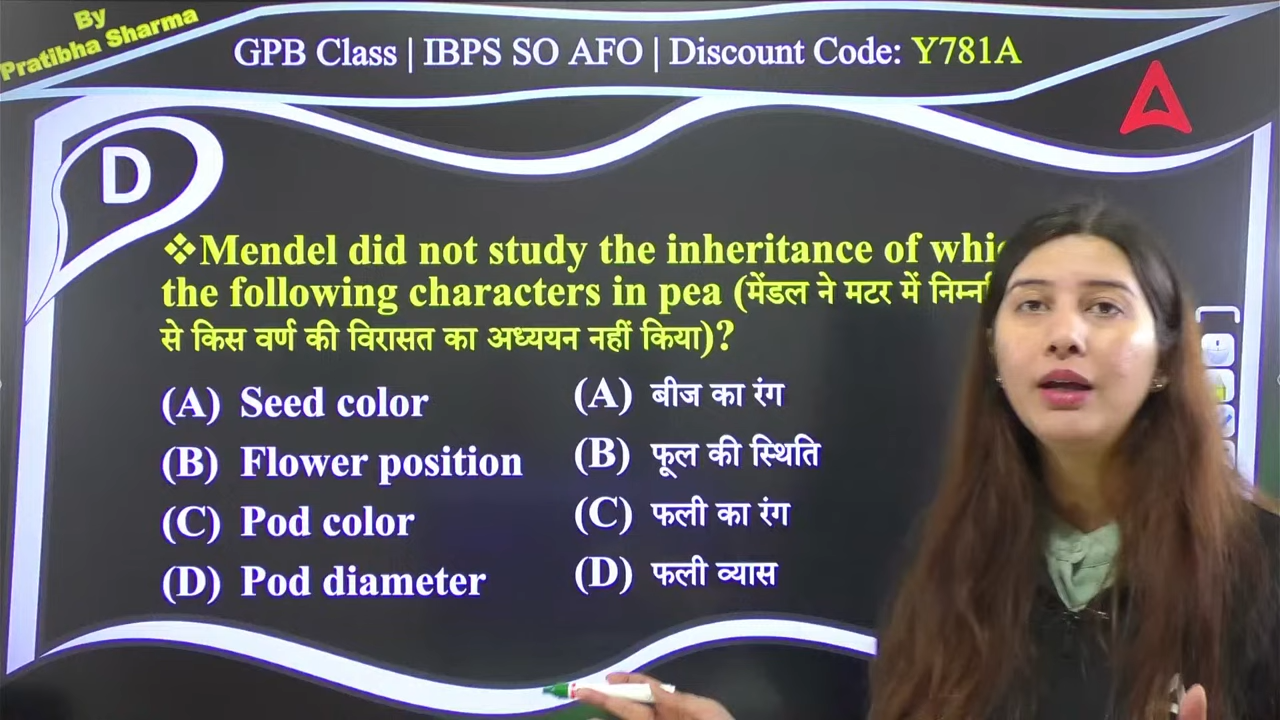 By
Pratibha Sharma
GPB Class | IBPS SO AFO | Discount Code: Y781A
D
❖Mendel did not study the inheritance of
the following characters in pea (मेंडल ने मटर में
से किस वर्ण की विरासत का अध्ययन नहीं किया)?
(A) Seed color
(B) Flower position
(C) Pod color
(D) Pod diameter
(A) बीज का रंग
(B) फूल की स्थिति
(C) फली का रंग
(D) फली व्यास